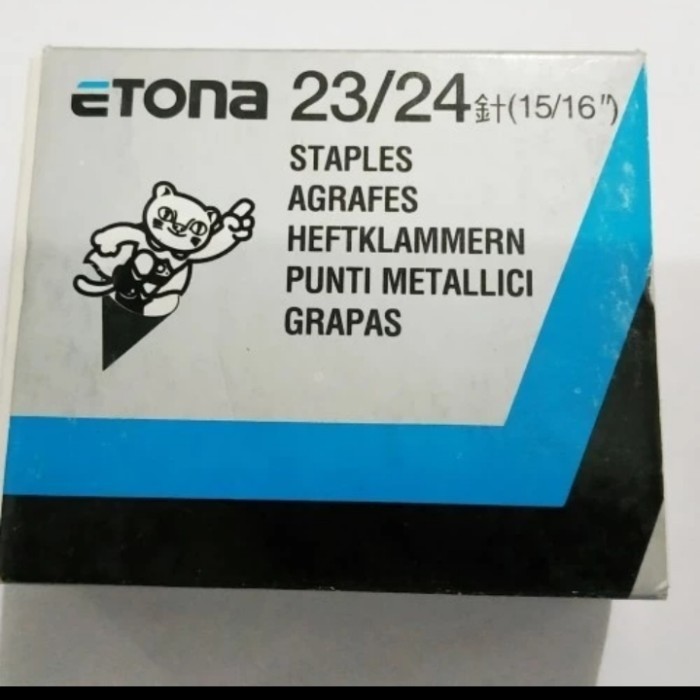 ETONA 23/24 針(15/16")
STAPLES
AGRAFES
HEFTKLAMMERN
PUNTI METALLICI
GRAPAS